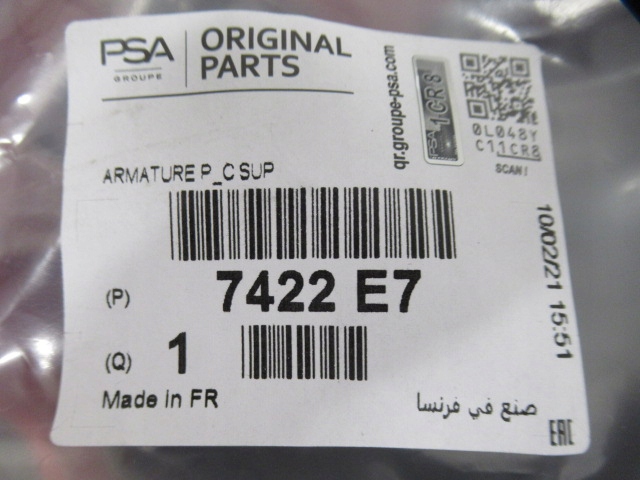 PSA
GROUPE
ORIGINAL
PARTS
qr.groupe-psa.com
PSA 1CR8
0L048Y
C11CR8
SCAN!
ARMATURE P_C SUP
(P) 7422 E7
(Q) 1
10/02/21 15:51
Made in FR
صنع في فرنسا
EAC